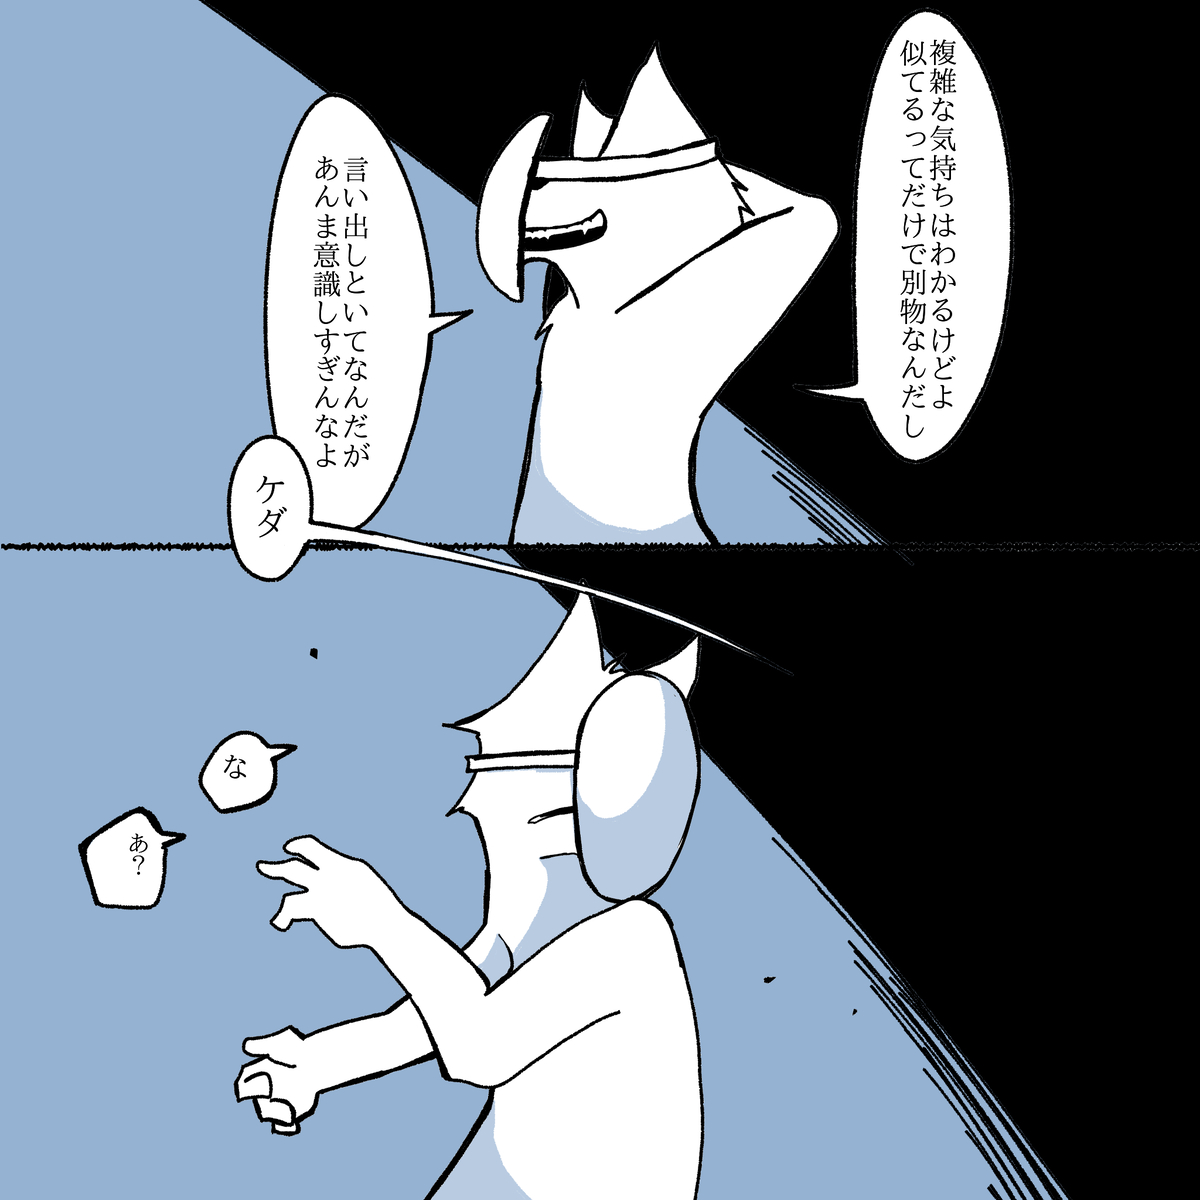 複雑な気持ちはわかるけどよ
似てるってだけで別物なんだし
言い出しといてなんだが
あんま意識しすぎんなよ
ケダ
な
あ？